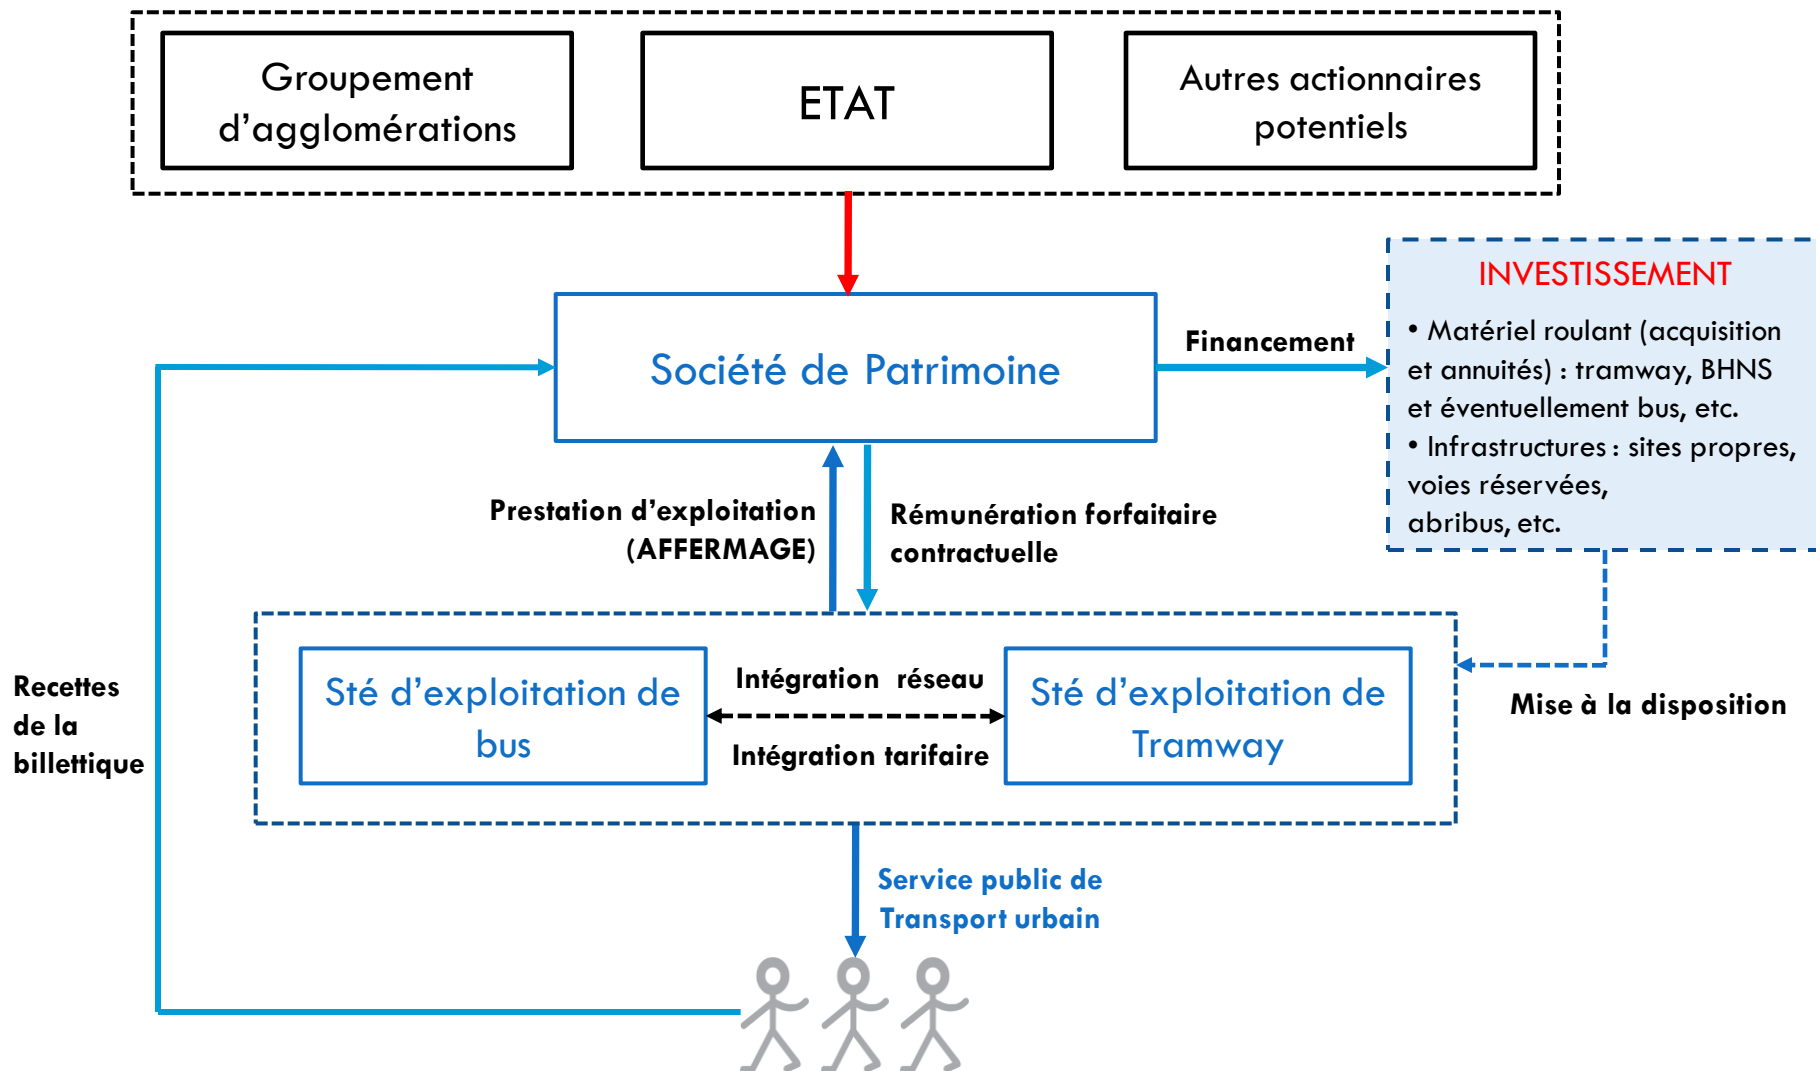 Groupement
d’agglomérations
ETAT
Autres actionnaires
potentiels
Société de Patrimoine
Financement
INVESTISSEMENT
• Matériel roulant (acquisition
et annuités) : tramway, BHNS
et éventuellement bus, etc.
• Infrastructures : sites propres,
voies réservées,
abribus, etc.
Prestation d’exploitation
(AFFERMAGE)
Rémunération forfaitaire
contractuelle
Recettes
de la
billettique
Sté d'exploitation de
bus
Intégration réseau
Intégration tarifaire
Sté d'exploitation de
Tramway
Mise à la disposition
Service public de
Transport urbain